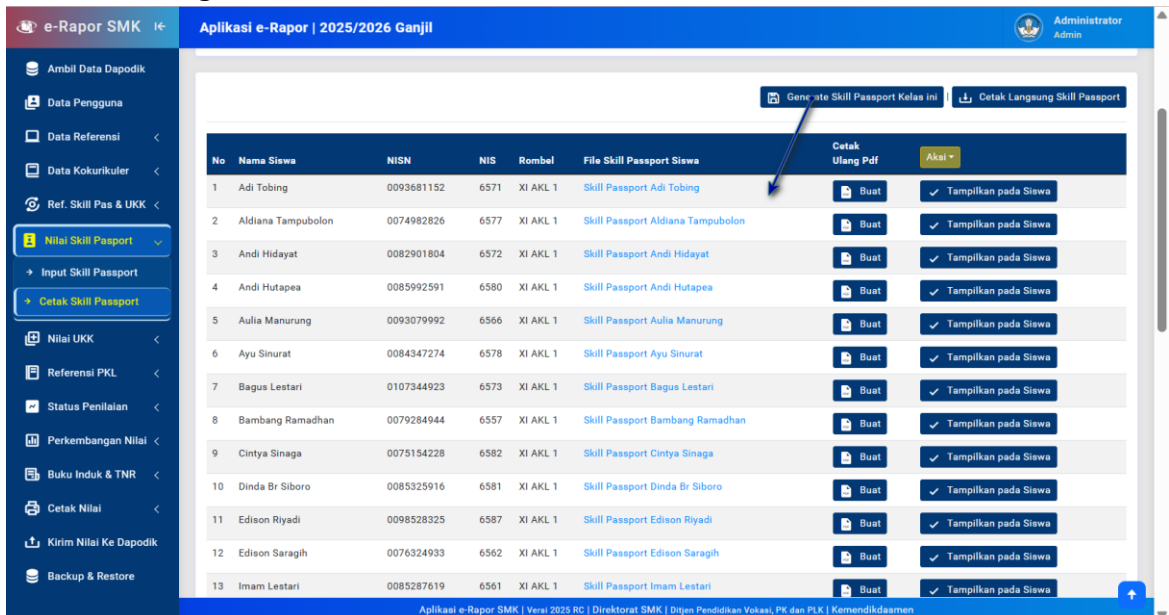 e-Rapor SMK
Aplikasi e-Rapor | 2025/2026 Ganjil
Administrator
Admin
Ambil Data Dapodik
Data Pengguna
Data Referensi
Data Kokurikuler
Ref. Skill Pas & UKK
Nilai Skill Pasport
Input Skill Passport
Cetak Skill Passport
Nilai UKK
Referensi PKL
Status Penilaian
Perkembangan Nilai
Buku Induk & TNR
Cetak Nilai
Kirim Nilai Ke Dapodik
Backup & Restore
Generate Skill Passport Kelas ini | Cetak Langsung Skill Passport
No Nama Siswa NISN NIS Rombel File Skill Passport Siswa Cetak Ulang Pdf Aksi
1 Adi Tobing 0093681152 6571 XI AKL 1 Skill Passport Adi Tobing Buat Tampilkan pada Siswa
2 Aldiana Tampubolon 0074982826 6577 XI AKL 1 Skill Passport Aldiana Tampubolon Buat Tampilkan pada Siswa
3 Andi Hidayat 0082901804 6572 XI AKL 1 Skill Passport Andi Hidayat Buat Tampilkan pada Siswa
4 Andi Hutapea 0085992591 6580 XI AKL 1 Skill Passport Andi Hutapea Buat Tampilkan pada Siswa
5 Aulia Manurung 0093079992 6566 XI AKL 1 Skill Passport Aulia Manurung Buat Tampilkan pada Siswa
6 Ayu Sinurat 0084347274 6578 XI AKL 1 Skill Passport Ayu Sinurat Buat Tampilkan pada Siswa
7 Bagus Lestari 0107344923 6573 XI AKL 1 Skill Passport Bagus Lestari Buat Tampilkan pada Siswa
8 Bambang Ramadhan 0079284944 6557 XI AKL 1 Skill Passport Bambang Ramadhan Buat Tampilkan pada Siswa
9 Cintya Sinaga 0075154228 6582 XI AKL 1 Skill Passport Cintya Sinaga Buat Tampilkan pada Siswa
10 Dinda Br Siboro 0085325916 6581 XI AKL 1 Skill Passport Dinda Br Siboro Buat Tampilkan pada Siswa
11 Edison Riyadi 0098528325 6587 XI AKL 1 Skill Passport Edison Riyadi Buat Tampilkan pada Siswa
12 Edison Saragih 0076324933 6562 XI AKL 1 Skill Passport Edison Saragih Buat Tampilkan pada Siswa
13 Imam Lestari 0085287619 6561 XI AKL 1 Skill Passport Imam Lestari Buat Tampilkan pada Siswa
Aplikasi e-Rapor SMK | Versi 2025 RC | Direktorat SMK | Ditjen Pendidikan Vokasi, PK dan PLK | Kemendikdasmen